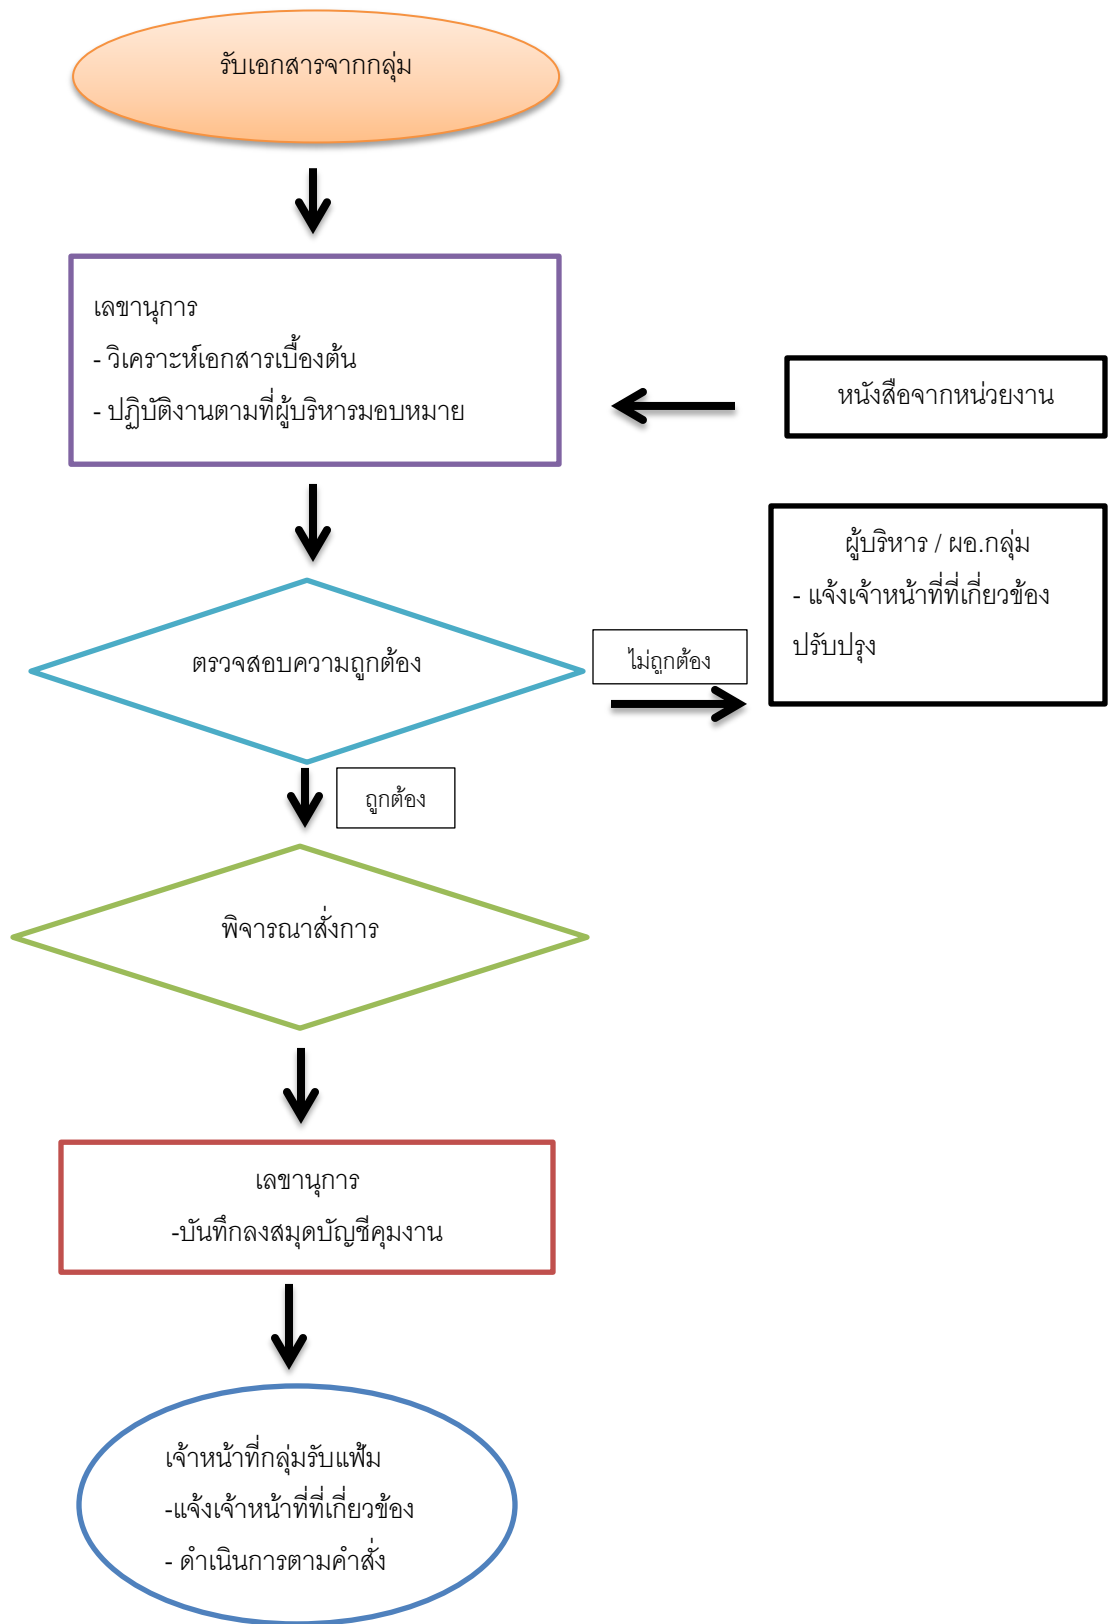 รับเอกสารจากกลุ่ม
เลขานุการ
- วิเคราะห์เอกสารเบื้องต้น
- ปฏิบัติงานตามที่ผู้บริหารมอบหมาย
หนังสือจากหน่วยงาน
ผู้บริหาร / ผอ.กลุ่ม
- แจ้งเจ้าหน้าที่ที่เกี่ยวข้อง
ปรับปรุง
ตรวจสอบความถูกต้อง
ไม่ถูกต้อง
ถูกต้อง
พิจารณาสั่งการ
เลขานุการ
-บันทึกลงสมุดบัญชีคุมงาน
เจ้าหน้าที่กลุ่มรับแฟ้ม
-แจ้งเจ้าหน้าที่ที่เกี่ยวข้อง
- ดำเนินการตามคำสั่ง